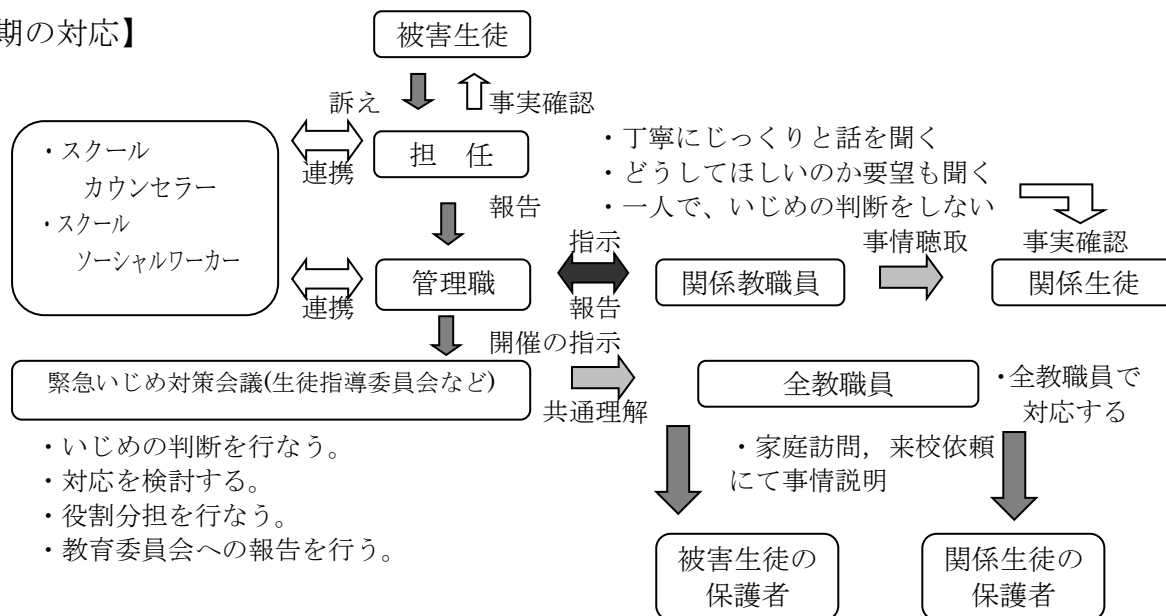 期の対応】
被害生徒
訴え
事実確認
・スクール
カウンセラー
・スクール
ソーシャルワーカー
連携
担　任
・丁寧にじっくりと話を聞く
・どうしてほしいのか要望も聞く
・一人で、いじめの判断をしない
報告
連携
管理職
指示
報告
関係教職員
事情聴取
事実確認
関係生徒
開催の指示
緊急いじめ対策会議(生徒指導委員会など)
共通理解
全教職員
・全教職員で
対応する
・いじめの判断を行なう。
・対応を検討する。
・役割分担を行なう。
・教育委員会への報告を行う。
・家庭訪問，来校依頼
にて事情説明
被害生徒の
保護者
関係生徒の
保護者